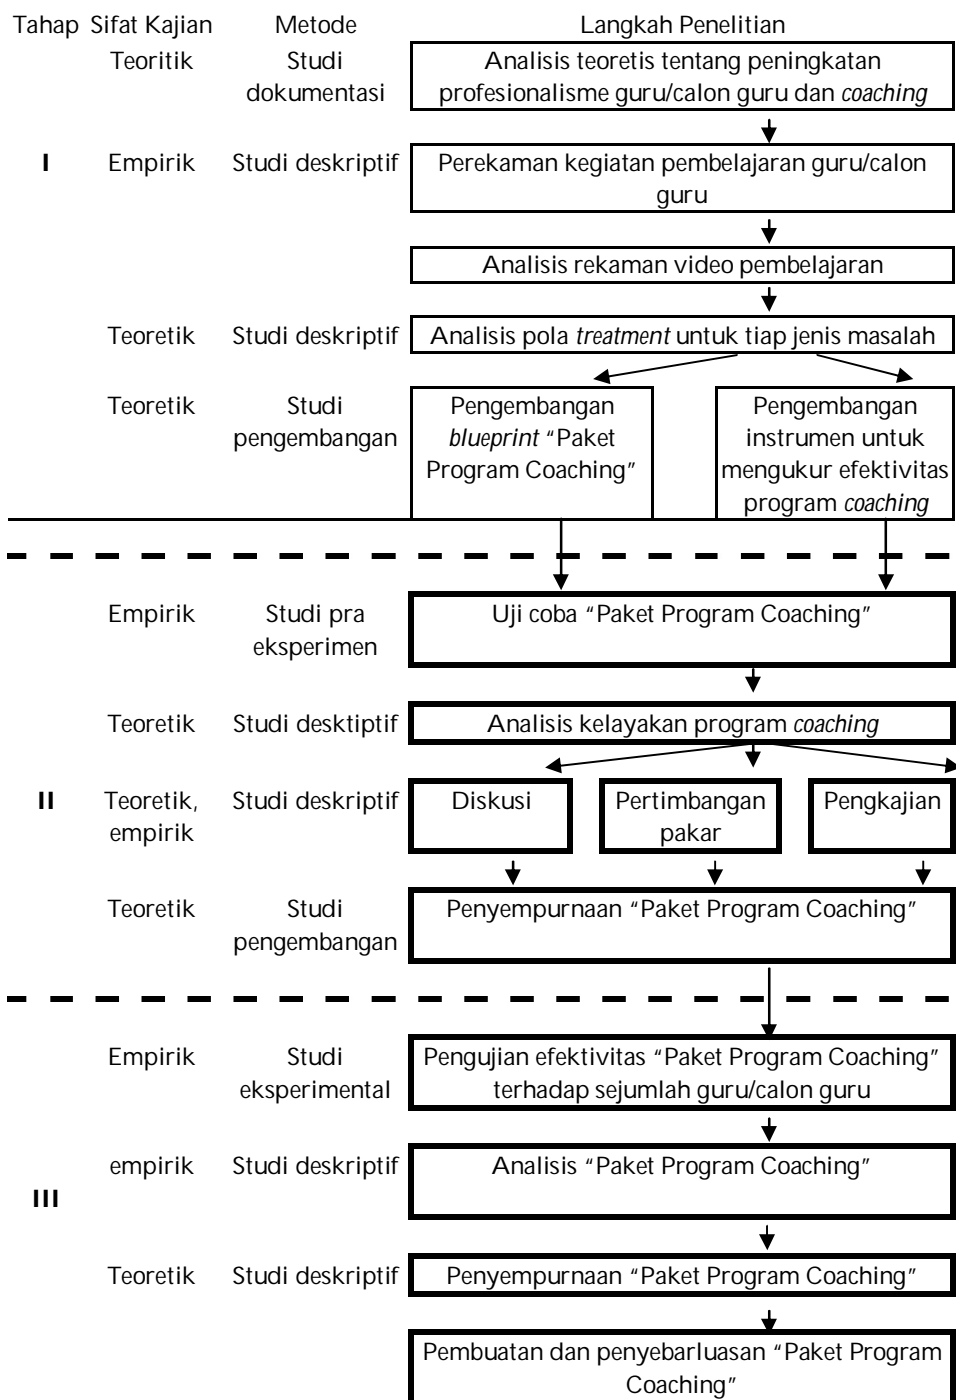 Tahap Sifat Kajian Metode Langkah Penelitian
Teoritik Studi dokumentasi Analisis teoretis tentang peningkatan
profesionalisme guru/calon guru dan coaching
I Empirik Studi deskriptif Perekaman kegiatan pembelajaran guru/calon
guru
Analisis rekaman video pembelajaran
Teoretik Studi deskriptif Analisis pola treatment untuk tiap jenis masalah
Teoretik Studi
pengembangan
Pengembangan
blueprint “Paket
Program Coaching”
Pengembangan
instrumen untuk
mengukur efektivitas
program coaching
Empirik Studi pra
eksperimen
Uji coba “Paket Program Coaching”
Teoretik Studi desktiptif Analisis kelayakan program coaching
II Teoretik,
empirik
Studi deskriptif Diskusi Pertimbangan
pakar
Pengkajian
Teoretik Studi
pengembangan
Penyempurnaan “Paket Program Coaching”
Empirik Studi
eksperimental
Pengujian efektivitas “Paket Program Coaching”
terhadap sejumlah guru/calon guru
empirik Studi deskriptif Analisis “Paket Program Coaching”
III
Teoretik Studi deskriptif Penyempurnaan “Paket Program Coaching”
Pembuatan dan penyebarluasan “Paket Program
Coaching”